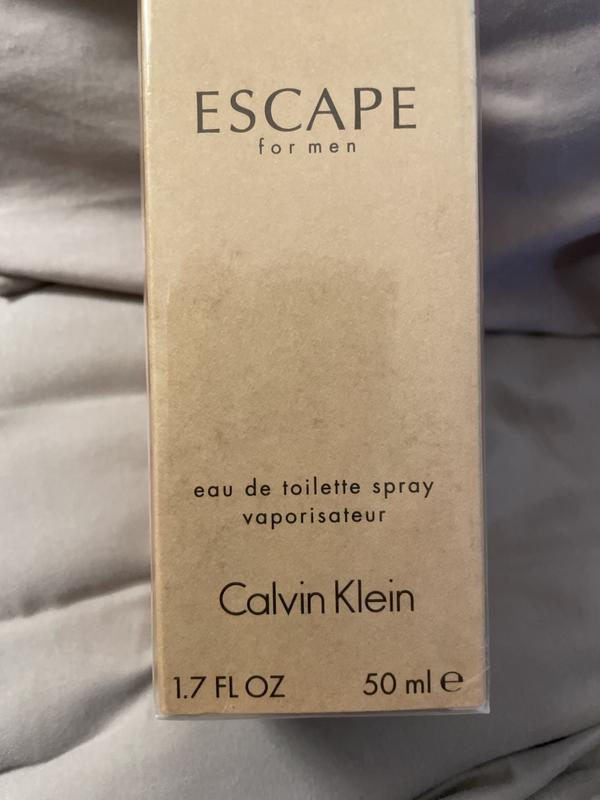 ESCAPE
for men
eau de toilette spray
vaporisateur
Calvin Klein
1.7 FL OZ 50 ml ℮